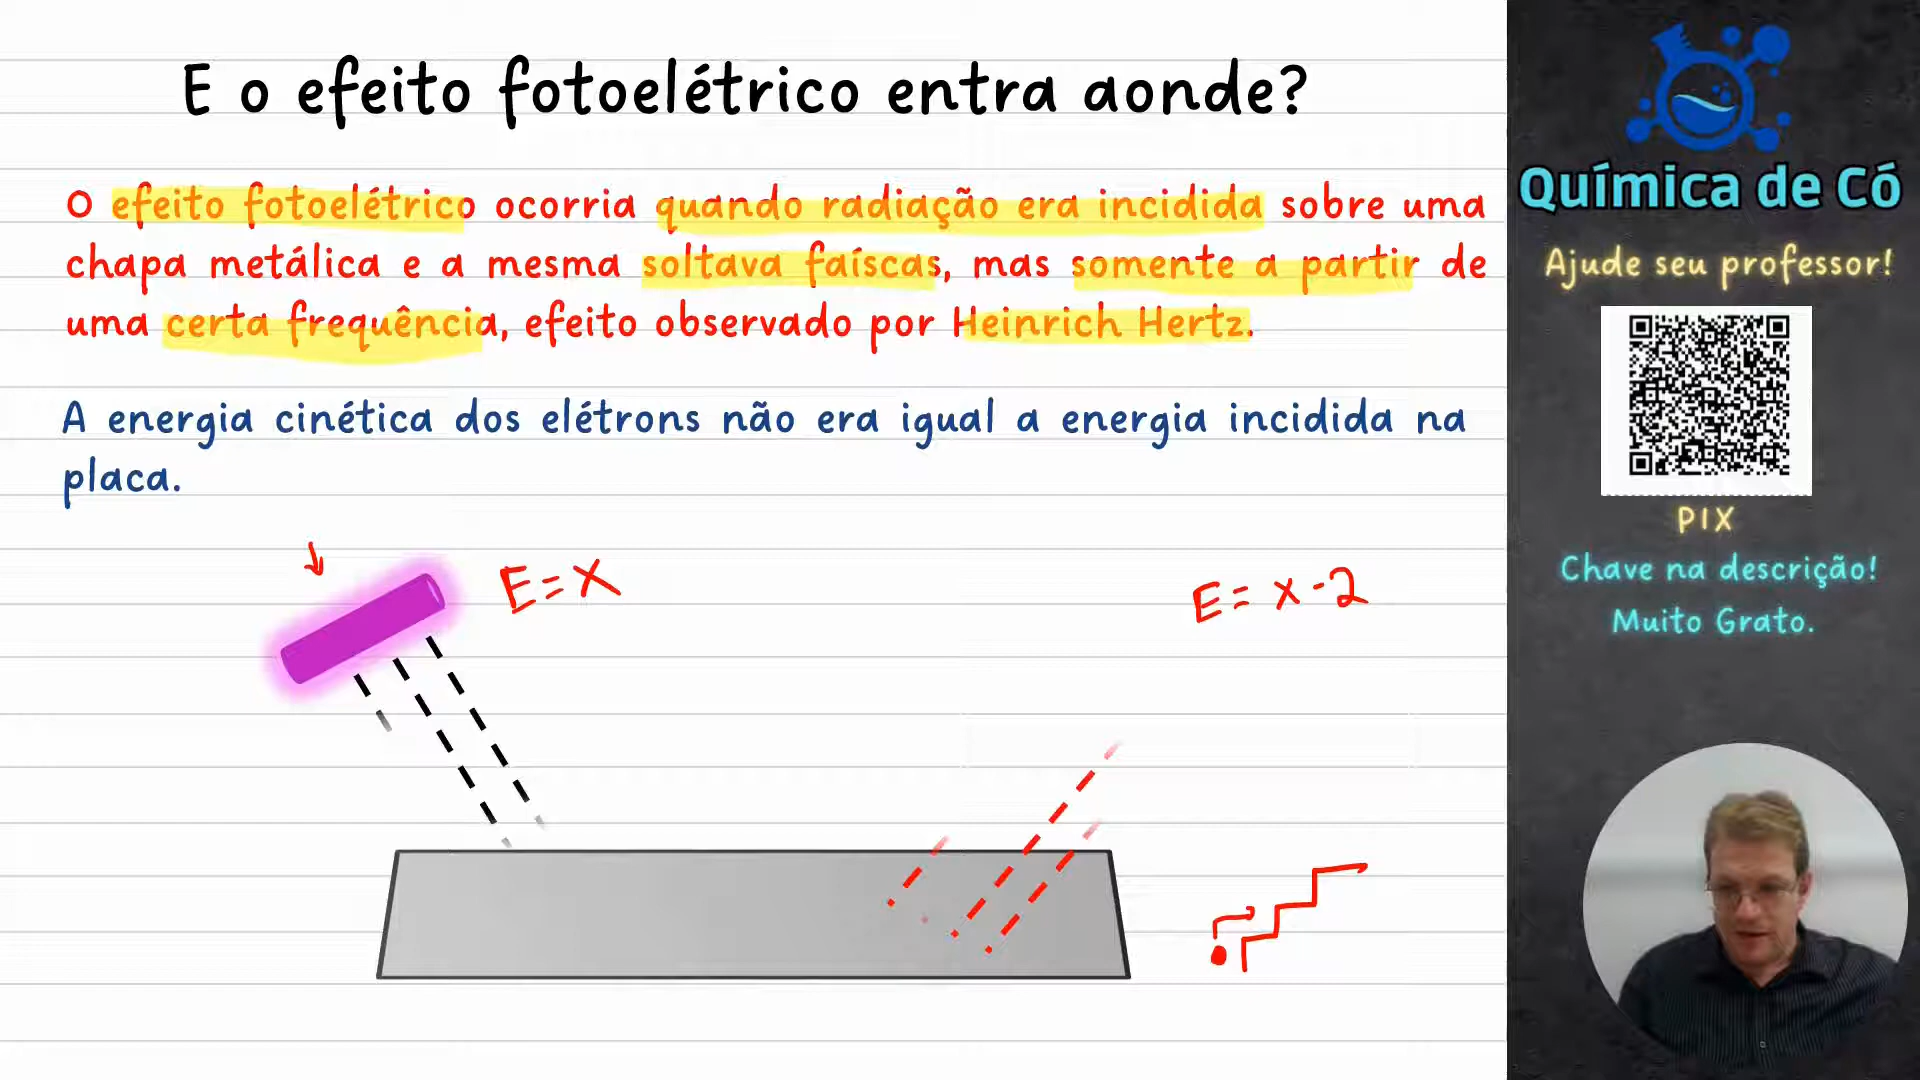 E o efeito fotoelétrico entra aonde?
O efeito fotoelétrico ocorria quando radiação era incidida sobre uma
chapa metálica e a mesma soltava faíscas, mas somente a partir de
uma certa frequência, efeito observado por Heinrich Hertz.
A energia cinética dos elétrons não era igual a energia incidida na
placa.
E = X
E = x - 2
Química de Có
Ajude seu professor!
PIX
Chave na descrição!
Muito Grato.